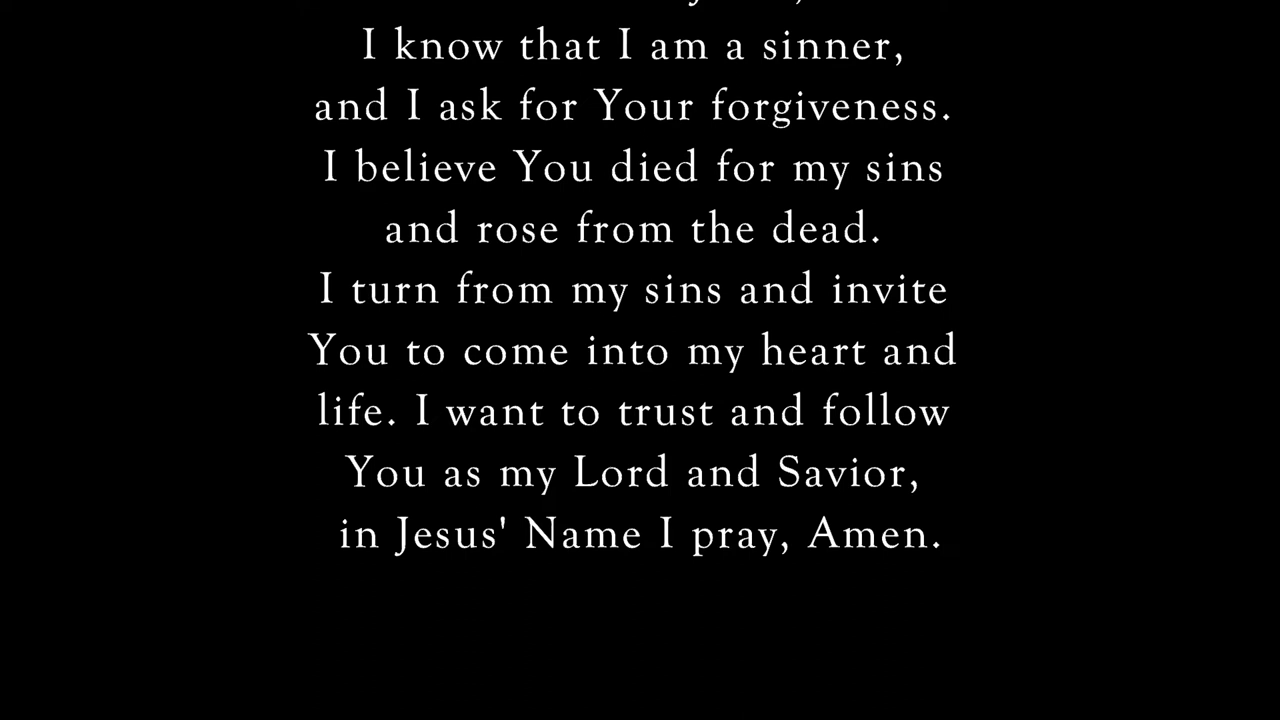 I know that I am a sinner,
and I ask for Your forgiveness.
I believe You died for my sins
and rose from the dead.
I turn from my sins and invite
You to come into my heart and
life. I want to trust and follow
You as my Lord and Savior,
in Jesus' Name I pray, Amen.